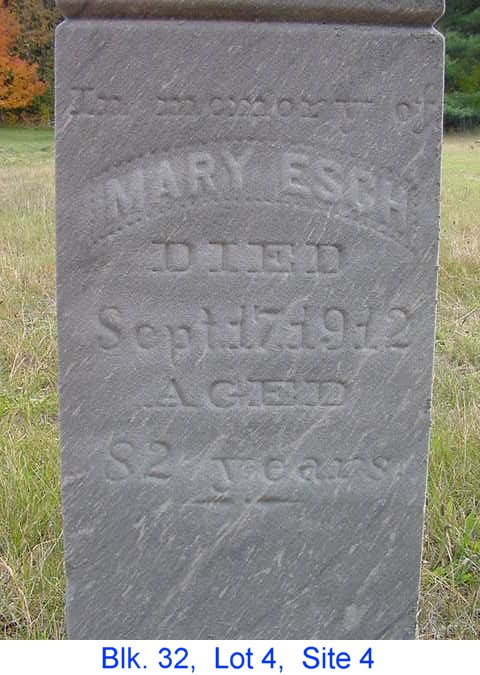 In memory of
MARY ESCH
DIED
Sept. 17. 1912
AGED
82 years
Blk. 32, Lot 4, Site 4